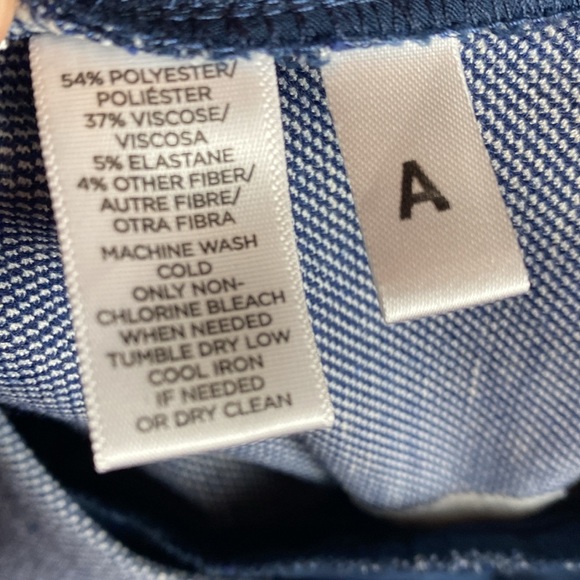 54% POLYESTER/
POLIÉSTER
37% VISCOSE/
VISCOSA
5% ELASTANE
4% OTHER FIBER/
AUTRE FIBRE/
OTRA FIBRA
MACHINE WASH
COLD
ONLY NON-
CHLORINE BLEACH
WHEN NEEDED
TUMBLE DRY LOW
COOL IRON
IF NEEDED
OR DRY CLEAN
A